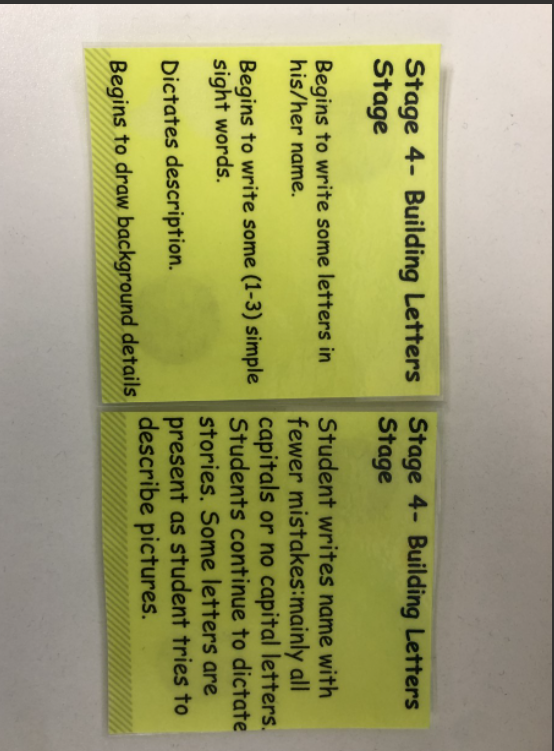 Stage 4- Building Letters
Stage
Begins to write some letters in
his/her name.
Begins to write some (1-3) simple
sight words.
Dictates description.
Begins to draw background details
Stage 4- Building Letters
Stage
Student writes name with
fewer mistakes:mainly all
capitals or no capital letters.
Students continue to dictate
stories. Some letters are
present as student tries to
describe pictures.